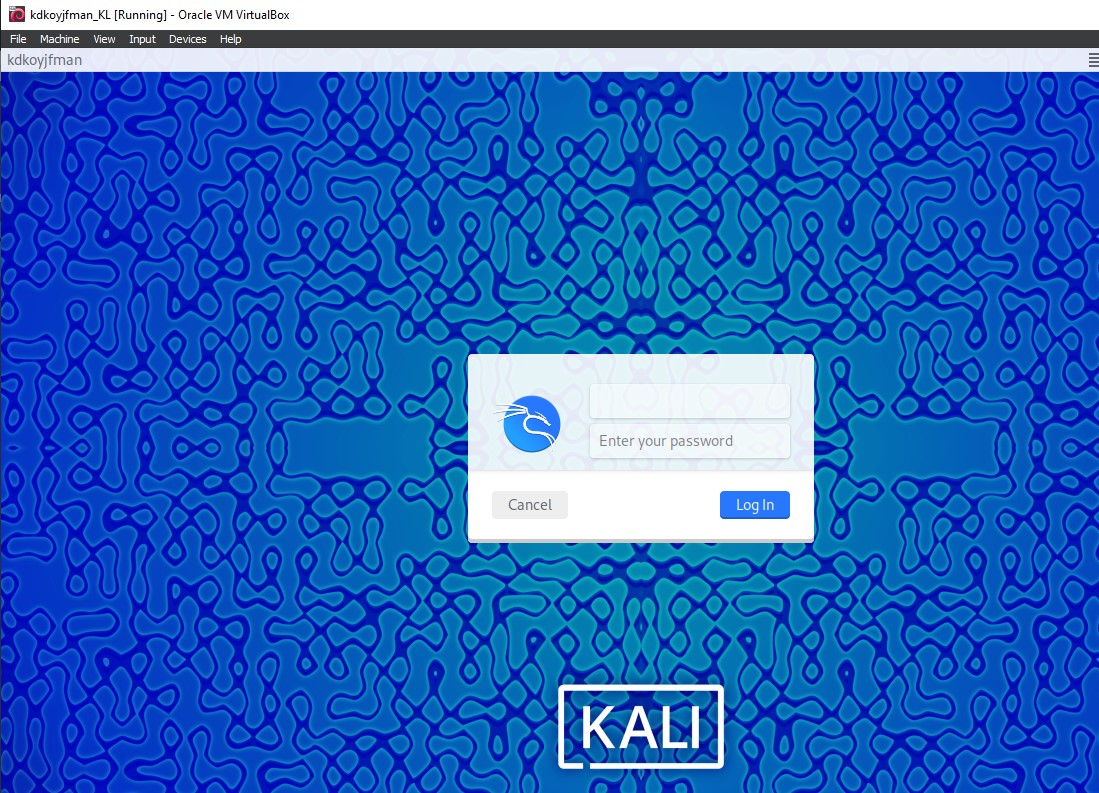 kdkoyjfman_KL [Running] - Oracle VM VirtualBox
File Machine View Input Devices Help
kdkoyjfman
Enter your password
Cancel Log In
KALI